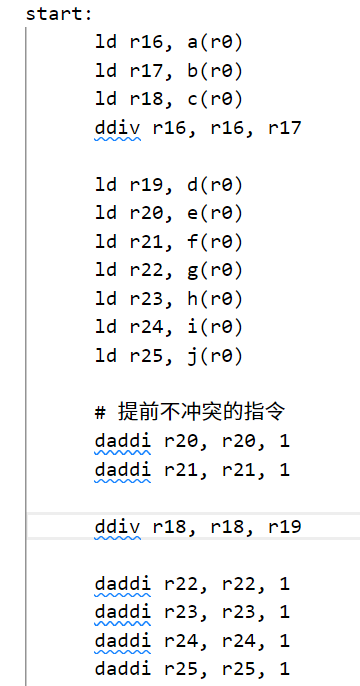 start:
ld r16, a(r0)
ld r17, b(r0)
ld r18, c(r0)
ddiv r16, r16, r17
ld r19, d(r0)
ld r20, e(r0)
ld r21, f(r0)
ld r22, g(r0)
ld r23, h(r0)
ld r24, i(r0)
ld r25, j(r0)
# 提前不冲突的指令
daddi r20, r20, 1
daddi r21, r21, 1
ddiv r18, r18, r19
daddi r22, r22, 1
daddi r23, r23, 1
daddi r24, r24, 1
daddi r25, r25, 1